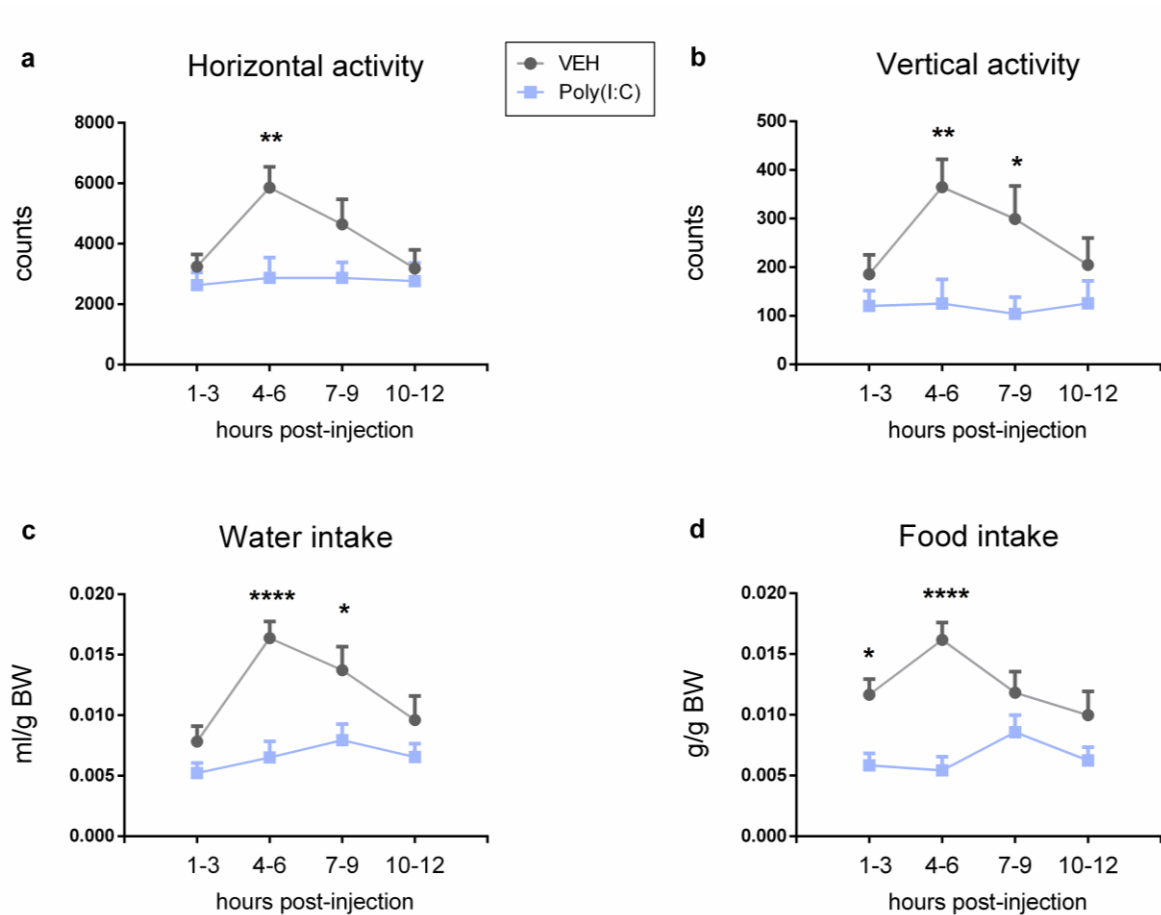 a
Horizontal activity
VEH
Poly(I:C)
b
Vertical activity
8000
6000
4000
2000
0
counts
**
1-3 4-6 7-9 10-12
hours post-injection
500
400
300
200
100
0
counts
**
*
1-3 4-6 7-9 10-12
hours post-injection
c
Water intake
0.020
0.015
0.010
0.005
0.000
ml/g BW
****
*
1-3 4-6 7-9 10-12
hours post-injection
d
Food intake
0.020
0.015
0.010
0.005
0.000
g/g BW
*
****
1-3 4-6 7-9 10-12
hours post-injection